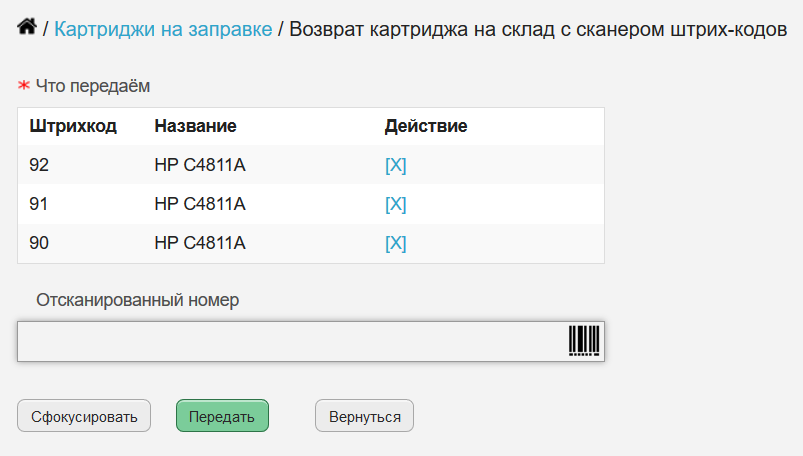 / Картриджи на заправке / Возврат картриджа на склад с сканером штрих-кодов
* Что передаём
Штрихкод Название Действие
92 HP C4811A [X]
91 HP C4811A [X]
90 HP C4811A [X]
Отсканированный номер
Сфокусировать Передать Вернуться